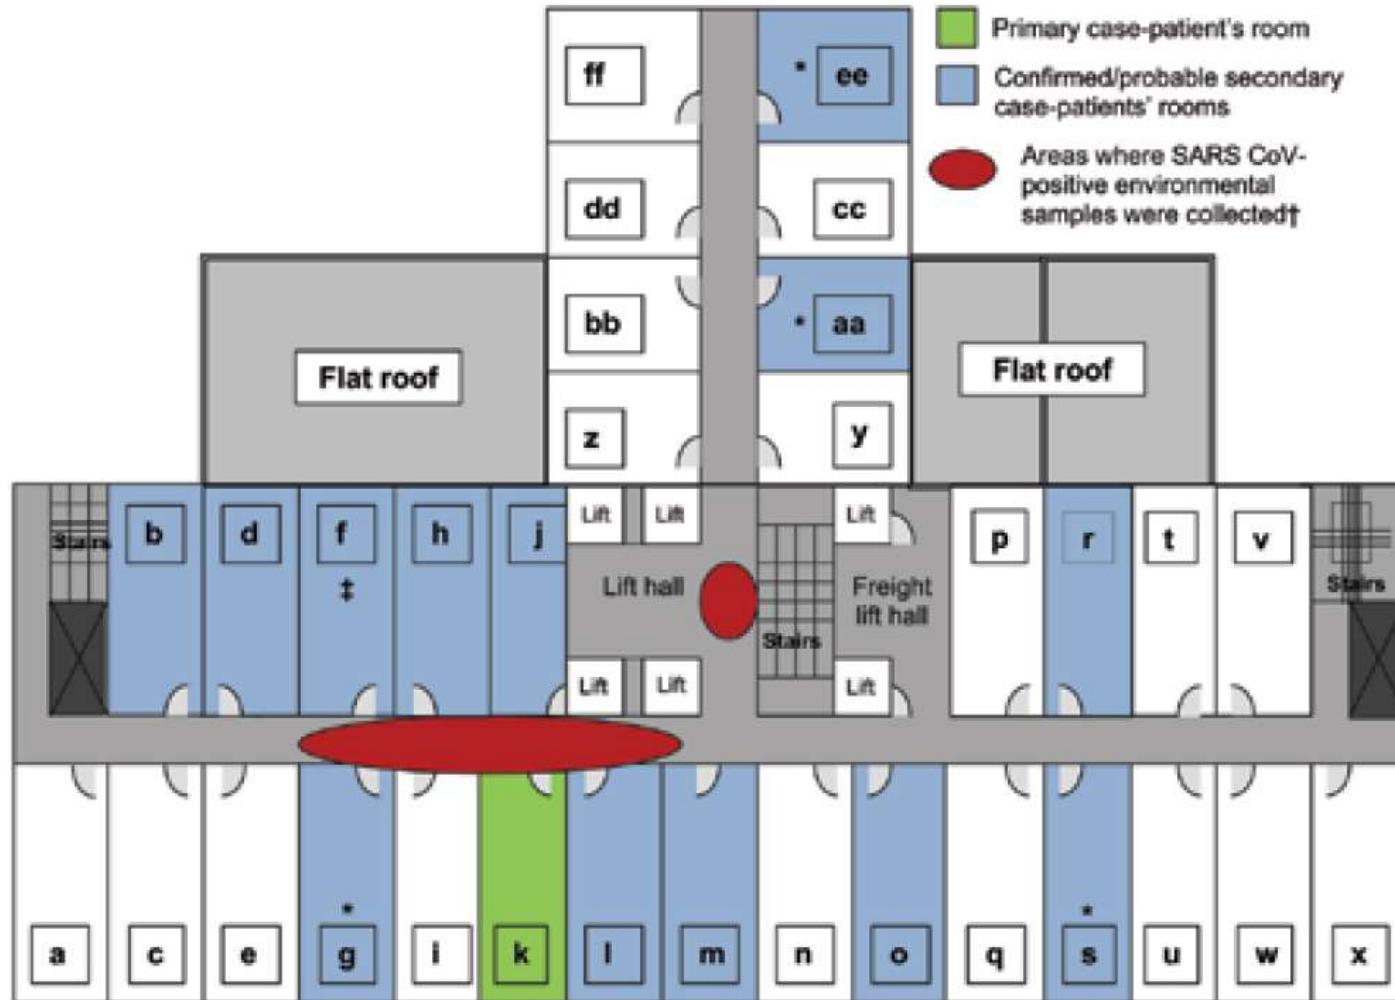 Primary case-patient's room
Confirmed/probable secondary
case-patients' rooms
Areas where SARS CoV-
positive environmental
samples were collected†
ff
* ee
dd
cc
bb
* aa
z
y
Flat roof
Flat roof
Stairs
b
d
f
‡
h
j
Lift
Lift
Lift hall
Lift
Lift
Stairs
Lift
Freight
lift hall
Lift
p
r
t
v
Stairs
a
c
e
*
g
i
k
l
m
n
o
q
*
s
u
w
x